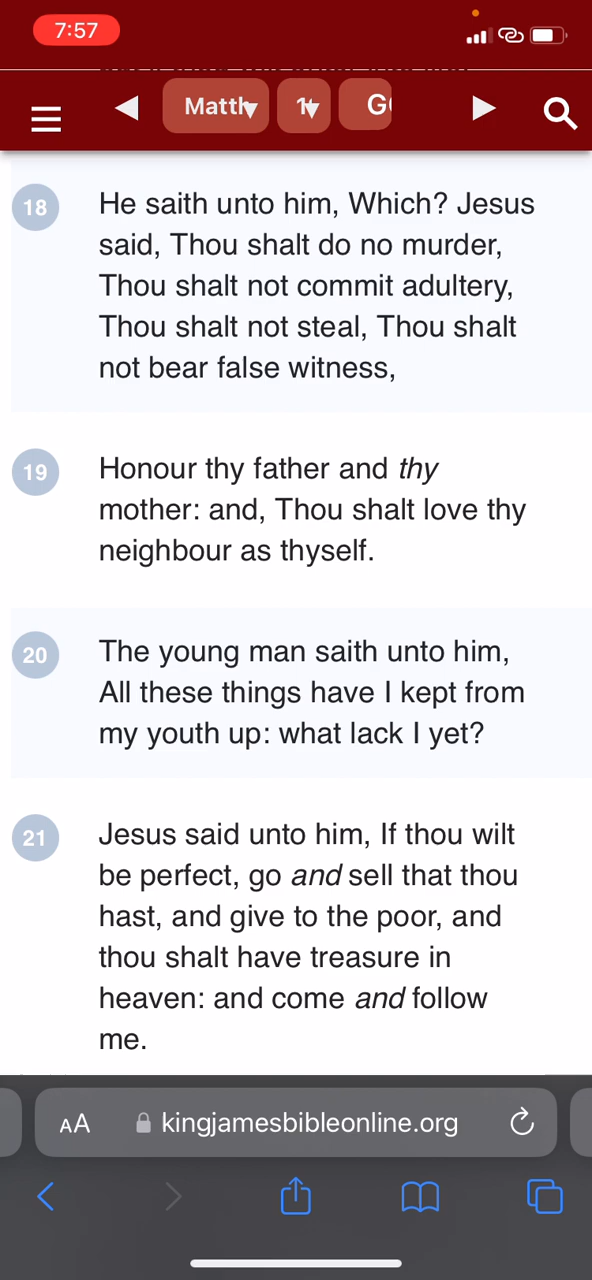 7:57
Matth
1
G
18
He saith unto him, Which? Jesus
said, Thou shalt do no murder,
Thou shalt not commit adultery,
Thou shalt not steal, Thou shalt
not bear false witness,
19
Honour thy father and thy
mother: and, Thou shalt love thy
neighbour as thyself.
20
The young man saith unto him,
All these things have I kept from
my youth up: what lack I yet?
21
Jesus said unto him, If thou wilt
be perfect, go and sell that thou
hast, and give to the poor, and
thou shalt have treasure in
heaven: and come and follow
me.
AA kingjamesbibleonline.org